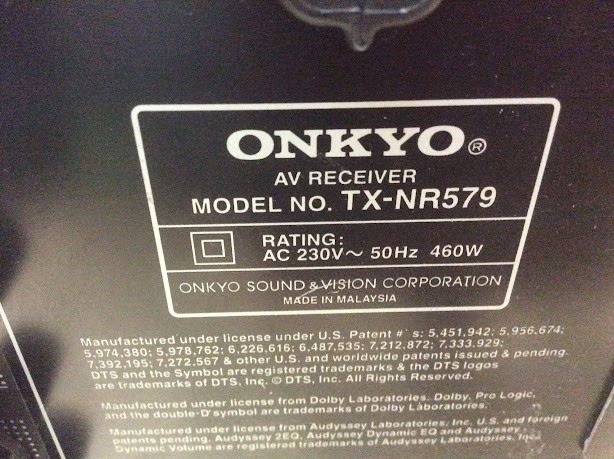 ONKYO®
AV RECEIVER
MODEL NO. TX-NR579
RATING:
AC 230V~ 50Hz 460W
ONKYO SOUND & VISION CORPORATION
MADE IN MALAYSIA
Manufactured under license under U.S. Patent #`s: 5,451,942; 5,956,674;
5,974,380; 5,978,762; 6,226,616; 6,487,535; 7,212,872; 7,333,929;
7,392,195; 7,272,567 & other U.S. and worldwide patents issued & pending.
DTS and the Symbol are registered trademarks & the DTS logos
are trademarks of DTS, Inc. © DTS, Inc. All Rights Reserved.
Manufactured under license from Dolby Laboratories. Dolby, Pro Logic,
and the double-D symbol are trademarks of Dolby Laboratories.
Manufactured under license from Audyssey Laboratories, Inc. U.S. and foreign
patents pending. Audyssey 2EQ, Audyssey Dynamic EQ and Audyssey
Dynamic Volume are registered trademarks of Audyssey Laboratories, Inc.